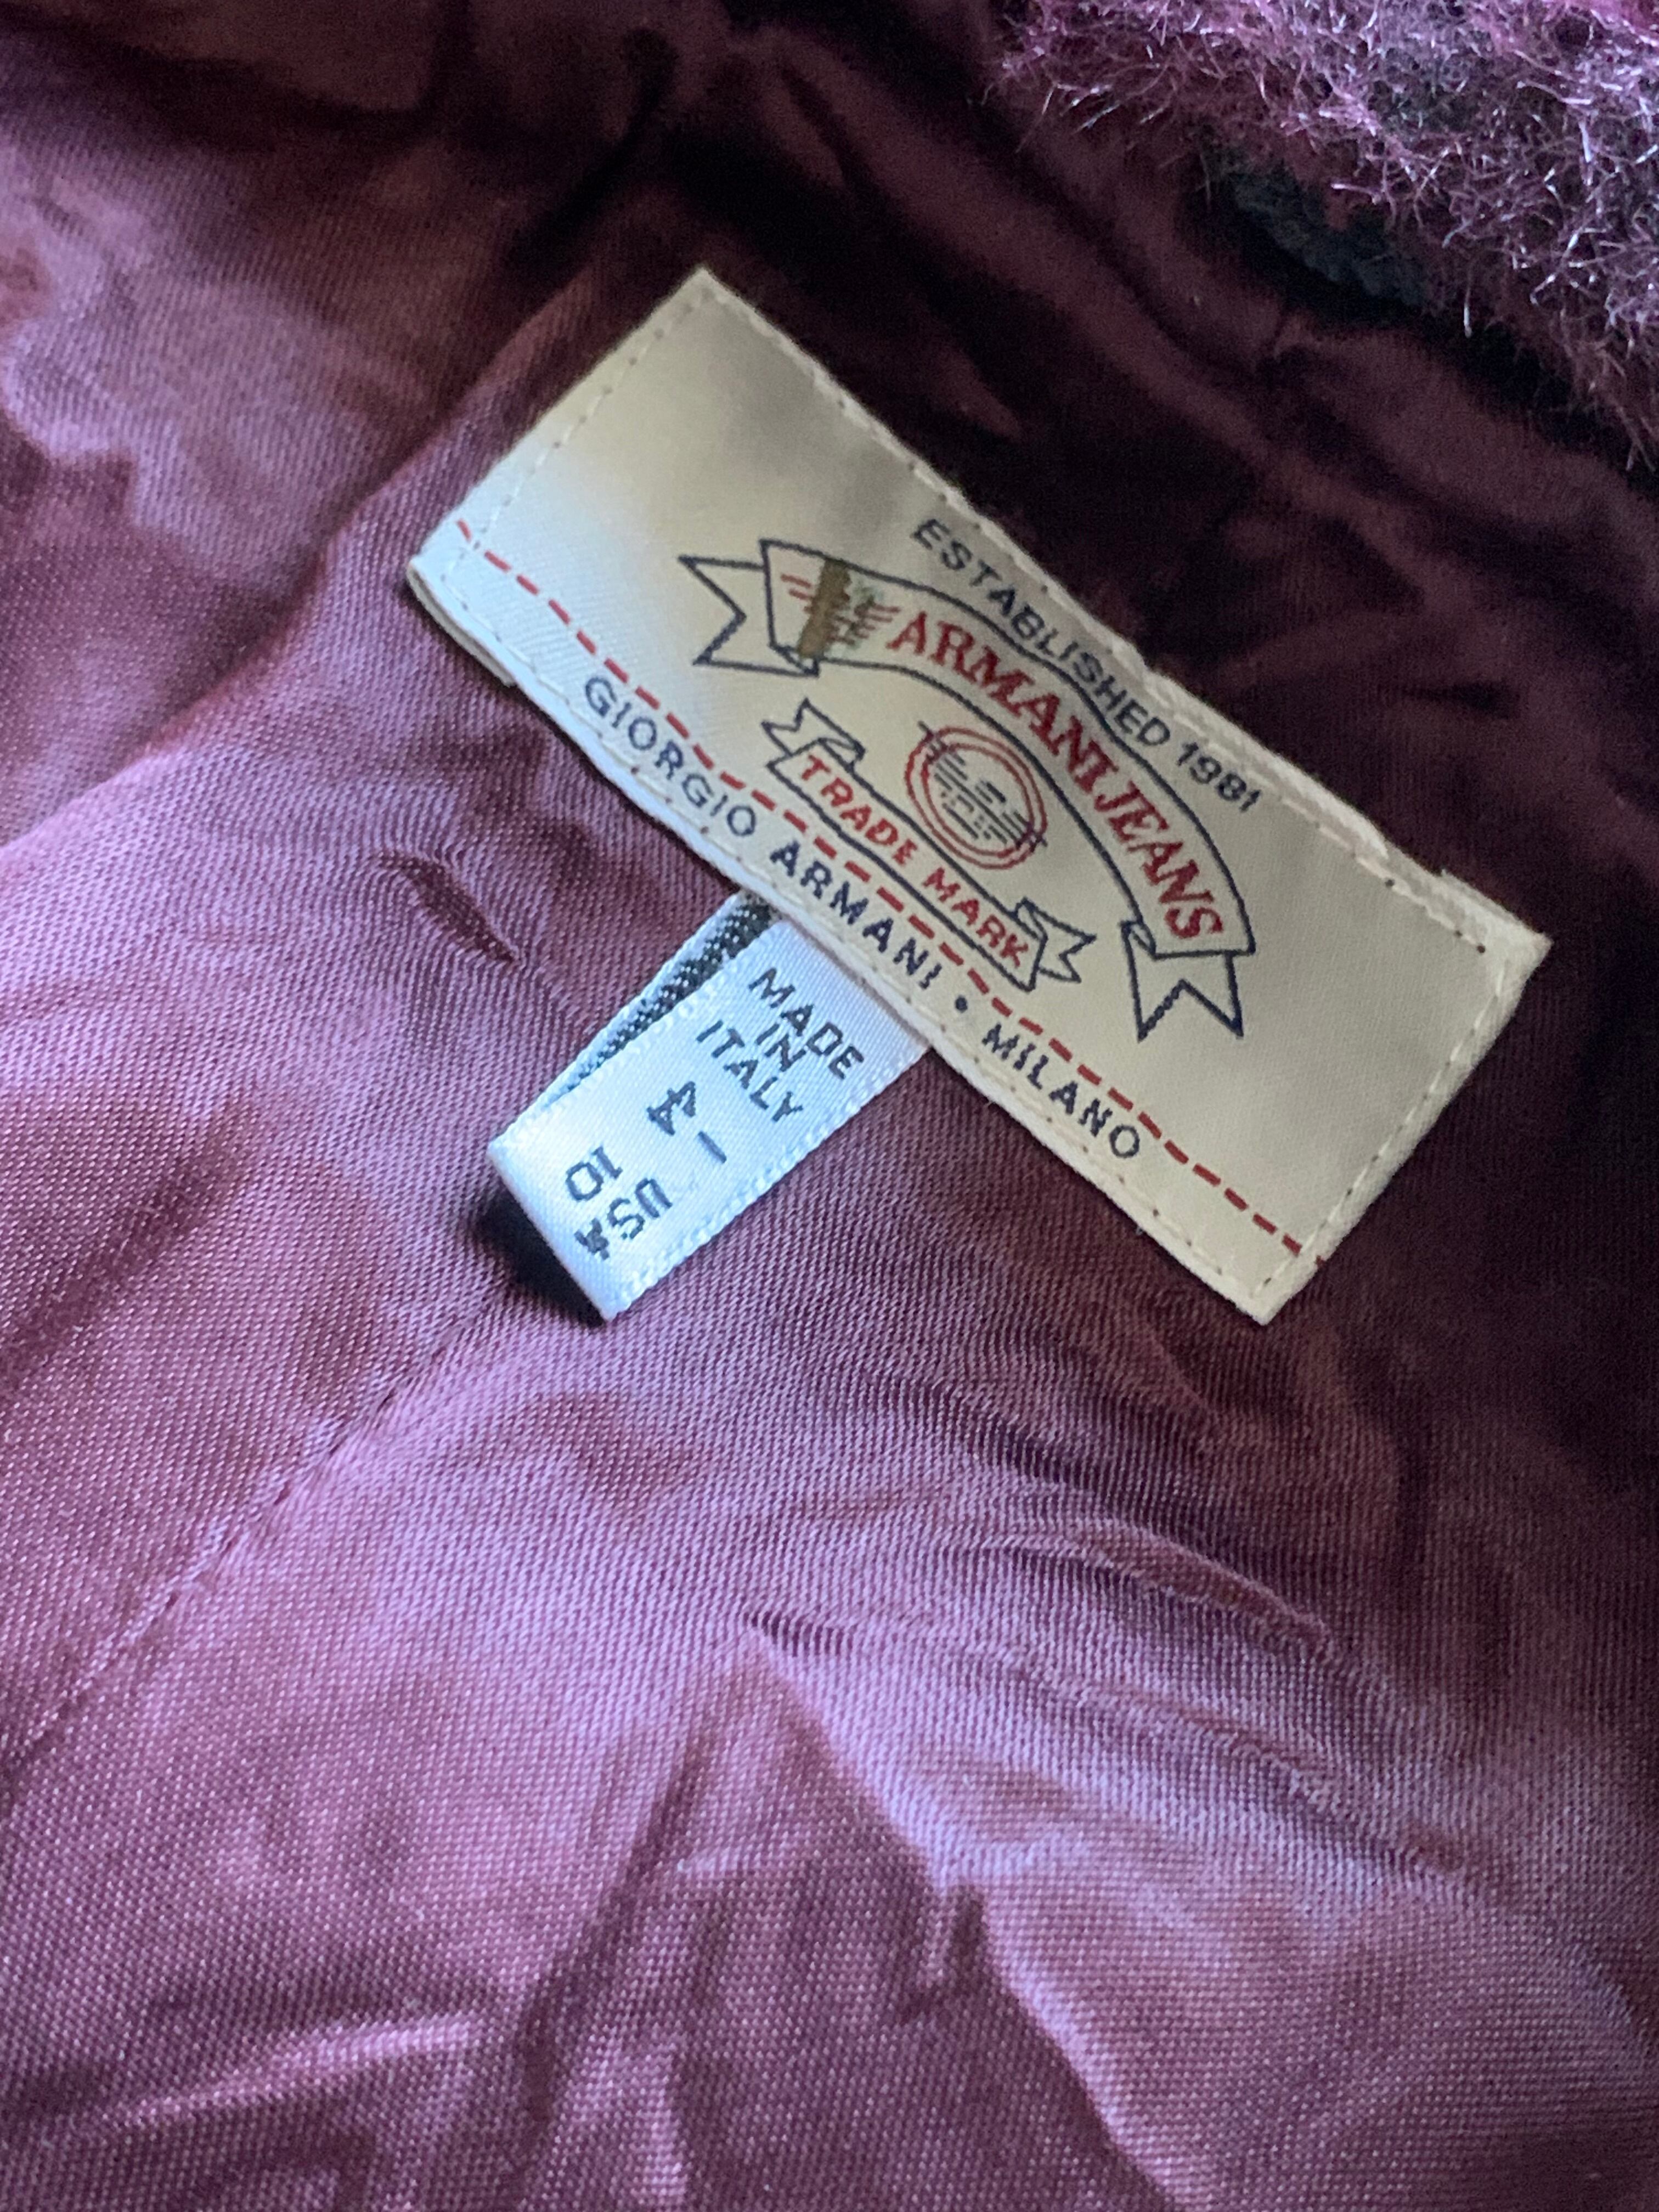 ESTABLISHED 1981
ARMANI JEANS
TRADE MARK
GIORGIO ARMANI • MILANO
MADE
IN
ITALY
I
44
USA
10